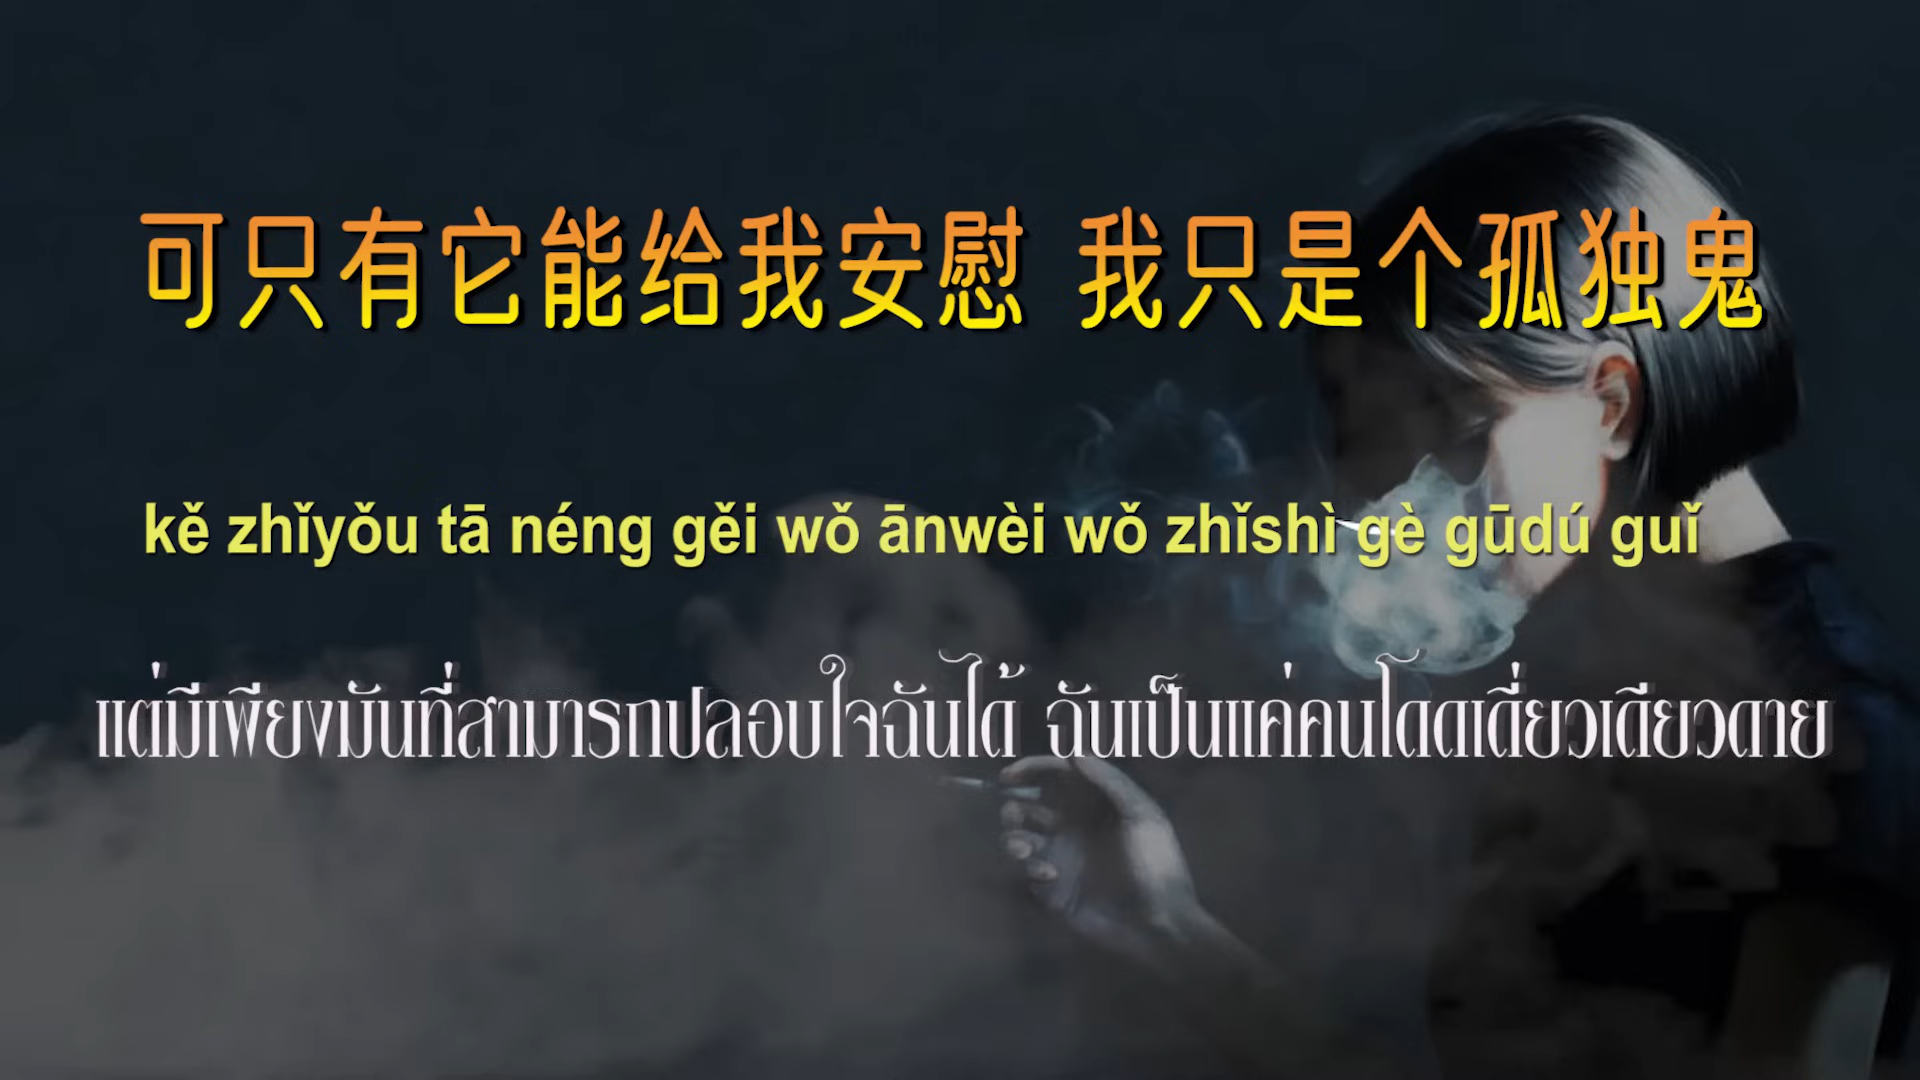 可只有它能给我安慰 我只是个孤独鬼
kě zhǐyǒu tā néng gěi wǒ ānwèi wǒ zhǐshì gè gūdú guǐ
แต่มีเพียงมันที่สามารถปลอบใจฉันได้ ฉันเป็นแค่คนโดดเดี่ยวเดียวดาย